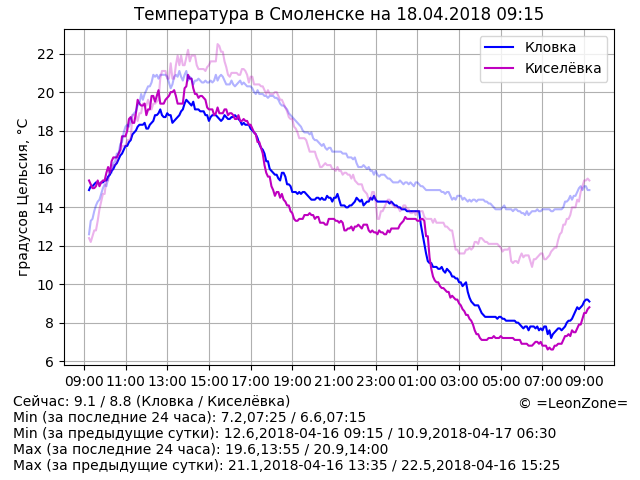 Температура в Смоленске на 18.04.2018 09:15
градусов Цельсия, °C
22
20
18
16
14
12
10
8
6
Кловка
Киселёвка
09:00 11:00 13:00 15:00 17:00 19:00 21:00 23:00 01:00 03:00 05:00 07:00 09:00
Сейчас: 9.1 / 8.8 (Кловка / Киселёвка)
© =LeonZone=
Min (за последние 24 часа): 7.2,07:25 / 6.6,07:15
Min (за предыдущие сутки): 12.6,2018-04-16 09:15 / 10.9,2018-04-17 06:30
Max (за последние 24 часа): 19.6,13:55 / 20.9,14:00
Max (за предыдущие сутки): 21.1,2018-04-16 13:35 / 22.5,2018-04-16 15:25